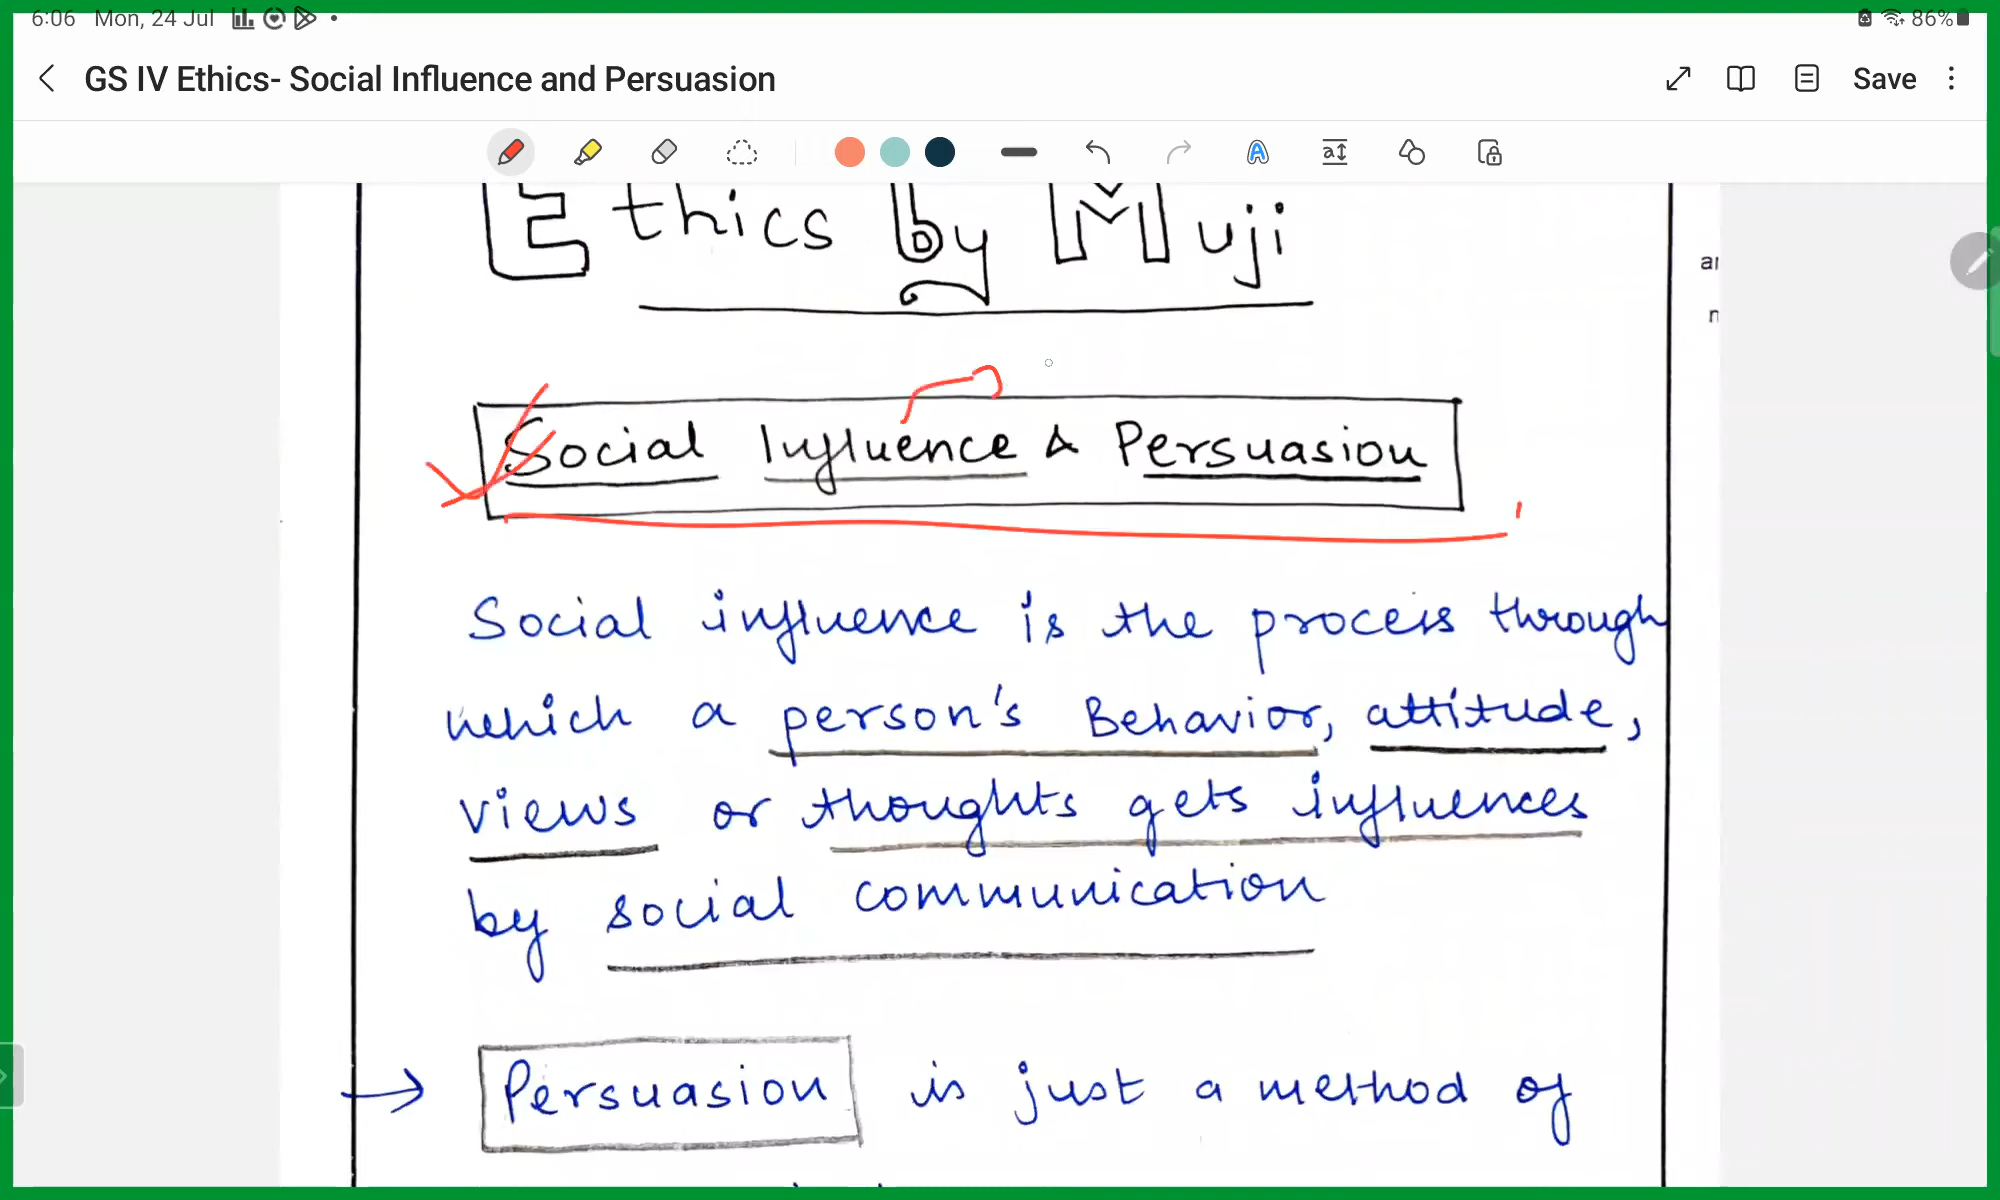 6:06 Mon, 24 Jul 86%
GS IV Ethics- Social Influence and Persuasion
Save
Ethics by Muji
Social Influence & Persuasion
Social influence is the process through
which a person's Behavior, attitude,
views or thoughts gets influences
by social communication
→ Persuasion is just a method of